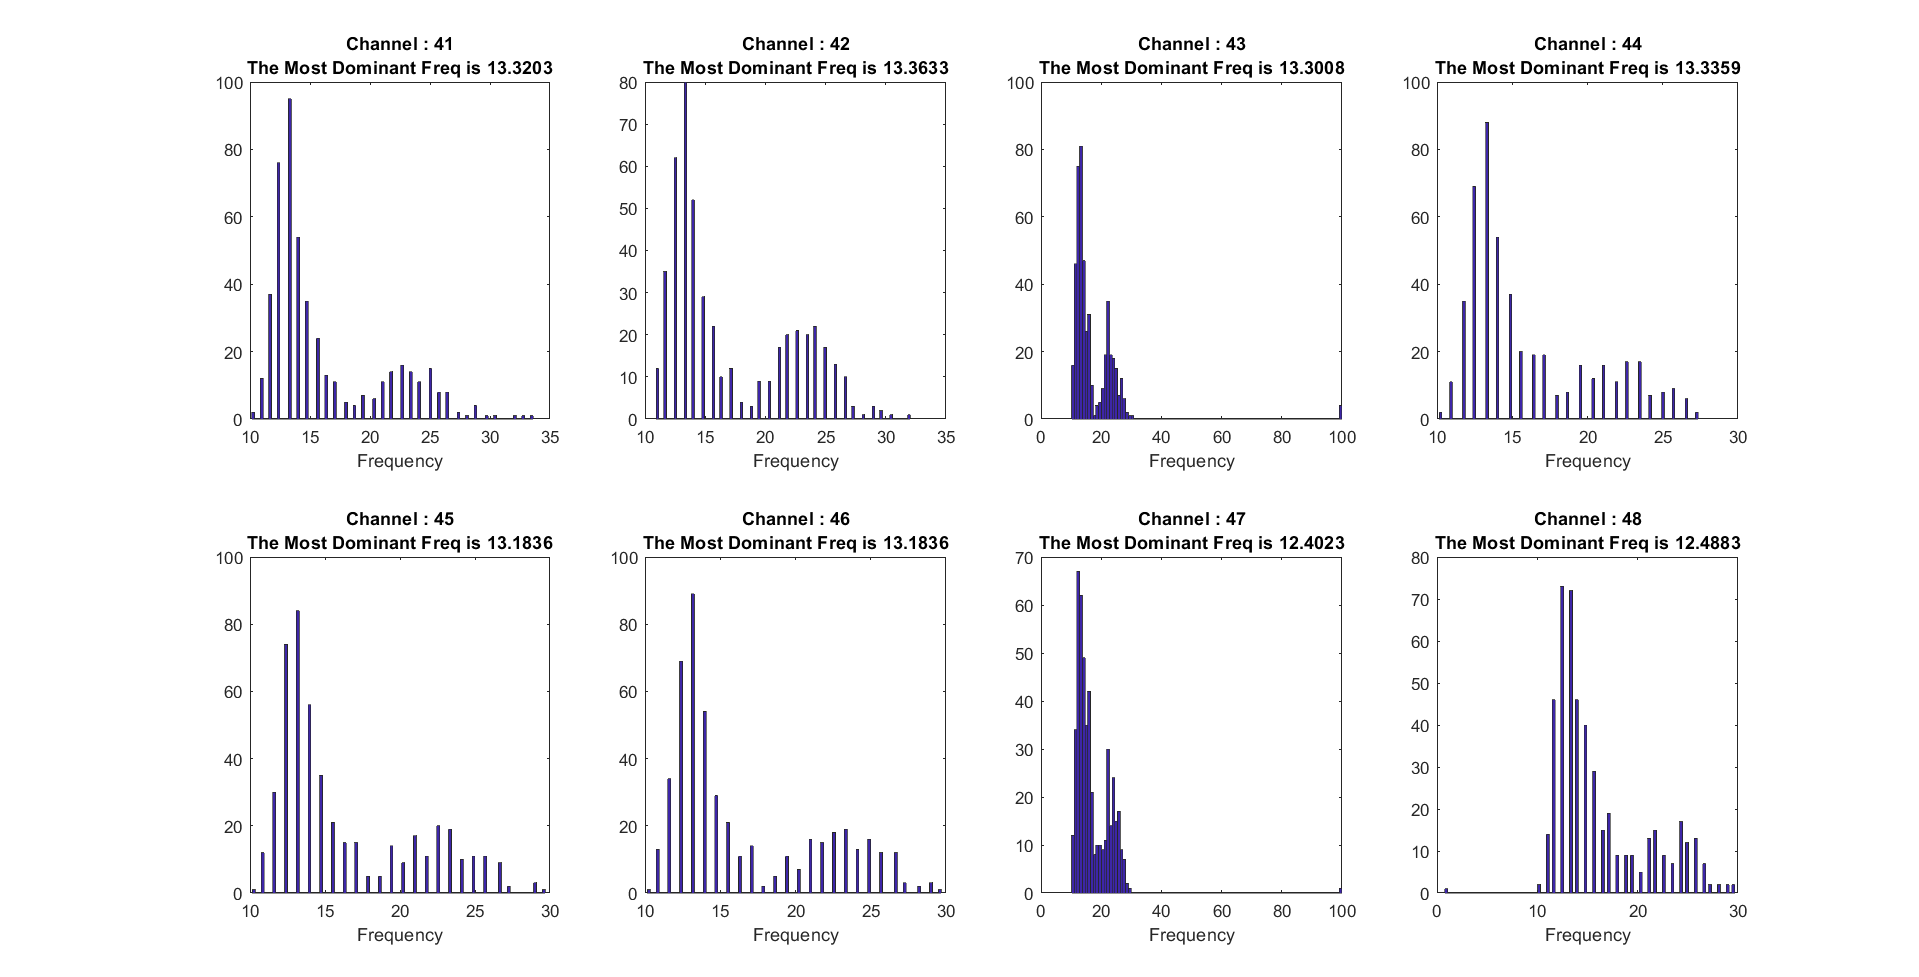 Channel : 41
The Most Dominant Freq is 13.3203
100
80
60
40
20
0
10 15 20 25 30 35
Frequency
Channel : 42
The Most Dominant Freq is 13.3633
80
70
60
50
40
30
20
10
0
10 15 20 25 30 35
Frequency
Channel : 43
The Most Dominant Freq is 13.3008
100
80
60
40
20
0
0 20 40 60 80 100
Frequency
Channel : 44
The Most Dominant Freq is 13.3359
100
80
60
40
20
0
10 15 20 25 30
Frequency
Channel : 45
The Most Dominant Freq is 13.1836
100
80
60
40
20
0
10 15 20 25 30
Frequency
Channel : 46
The Most Dominant Freq is 13.1836
100
80
60
40
20
0
10 15 20 25 30
Frequency
Channel : 47
The Most Dominant Freq is 12.4023
70
60
50
40
30
20
10
0
0 20 40 60 80 100
Frequency
Channel : 48
The Most Dominant Freq is 12.4883
80
70
60
50
40
30
20
10
0
0 10 20 30
Frequency